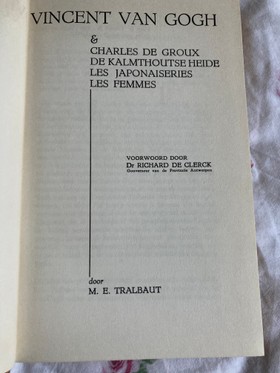 VINCENT VAN GOGH
&
CHARLES DE GROUX
DE KALMTHOUTSE HEIDE
LES JAPONAISERIES
LES FEMMES
VOORWOORD DOOR
Dr RICHARD DE CLERCK
Gouverneur van de Provincie Antwerpen
door
M. E. TRALBAUT